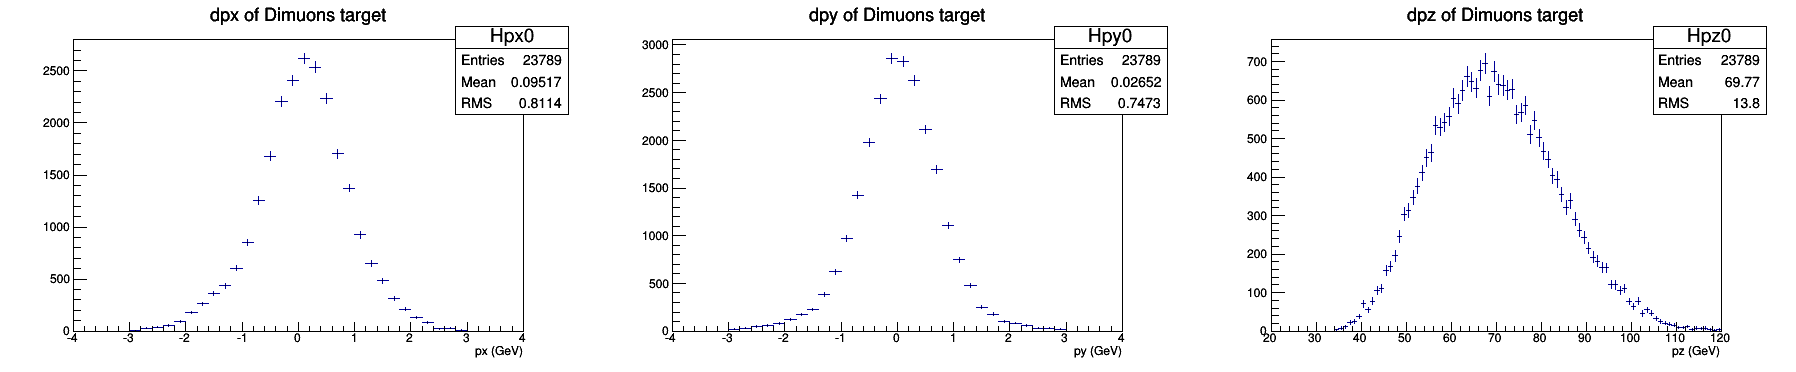 dpx of Dimuons target
Hpx0
Entries 23789
Mean 0.09517
RMS 0.8114
2500
2000
1500
1000
500
0
-4 -3 -2 -1 0 1 2 3 4
px (GeV)
dpy of Dimuons target
Hpy0
Entries 23789
Mean 0.02652
RMS 0.7473
3000
2500
2000
1500
1000
500
0
-4 -3 -2 -1 0 1 2 3 4
py (GeV)
dpz of Dimuons target
Hpz0
Entries 23789
Mean 69.77
RMS 13.8
700
600
500
400
300
200
100
0
20 30 40 50 60 70 80 90 100 110 120
pz (GeV)